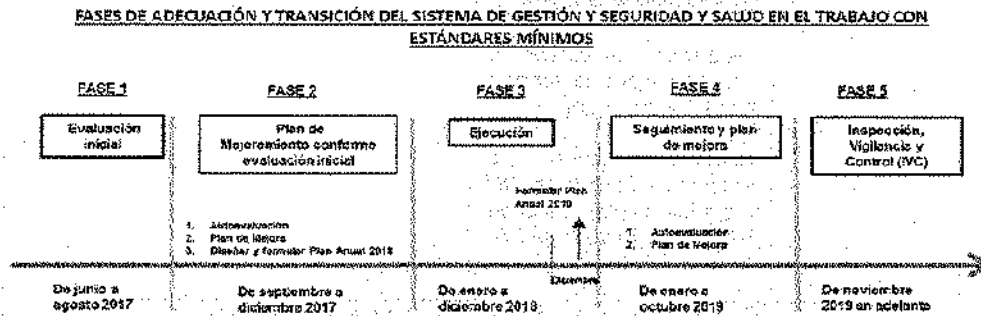 FASES DE ADECUACIÓN Y TRANSICIÓN DEL SISTEMA DE GESTIÓN Y SEGURIDAD Y SALUD EN EL TRABAJO CON
ESTÁNDARES MÍNIMOS
FASE 1
FASE 2
FASE 3
FASE 4
FASE 5
Evaluación
inicial
Plan de
Mejoramiento conforme
evaluación inicial
Ejecución
Seguimiento y plan
de mejora
Inspección,
Vigilancia y
Control (IVC)
Formular Plan
Anual 2019
1. Autoevaluación
2. Plan de Mejora
3. Diseñar y formular Plan Anual 2018
1. Autoevaluación
2. Plan de Mejora
Diciembre
De junio a
agosto 2017
De septiembre a
diciembre 2017
De enero a
diciembre 2018
De enero a
octubre 2019
De noviembre
2019 en adelante